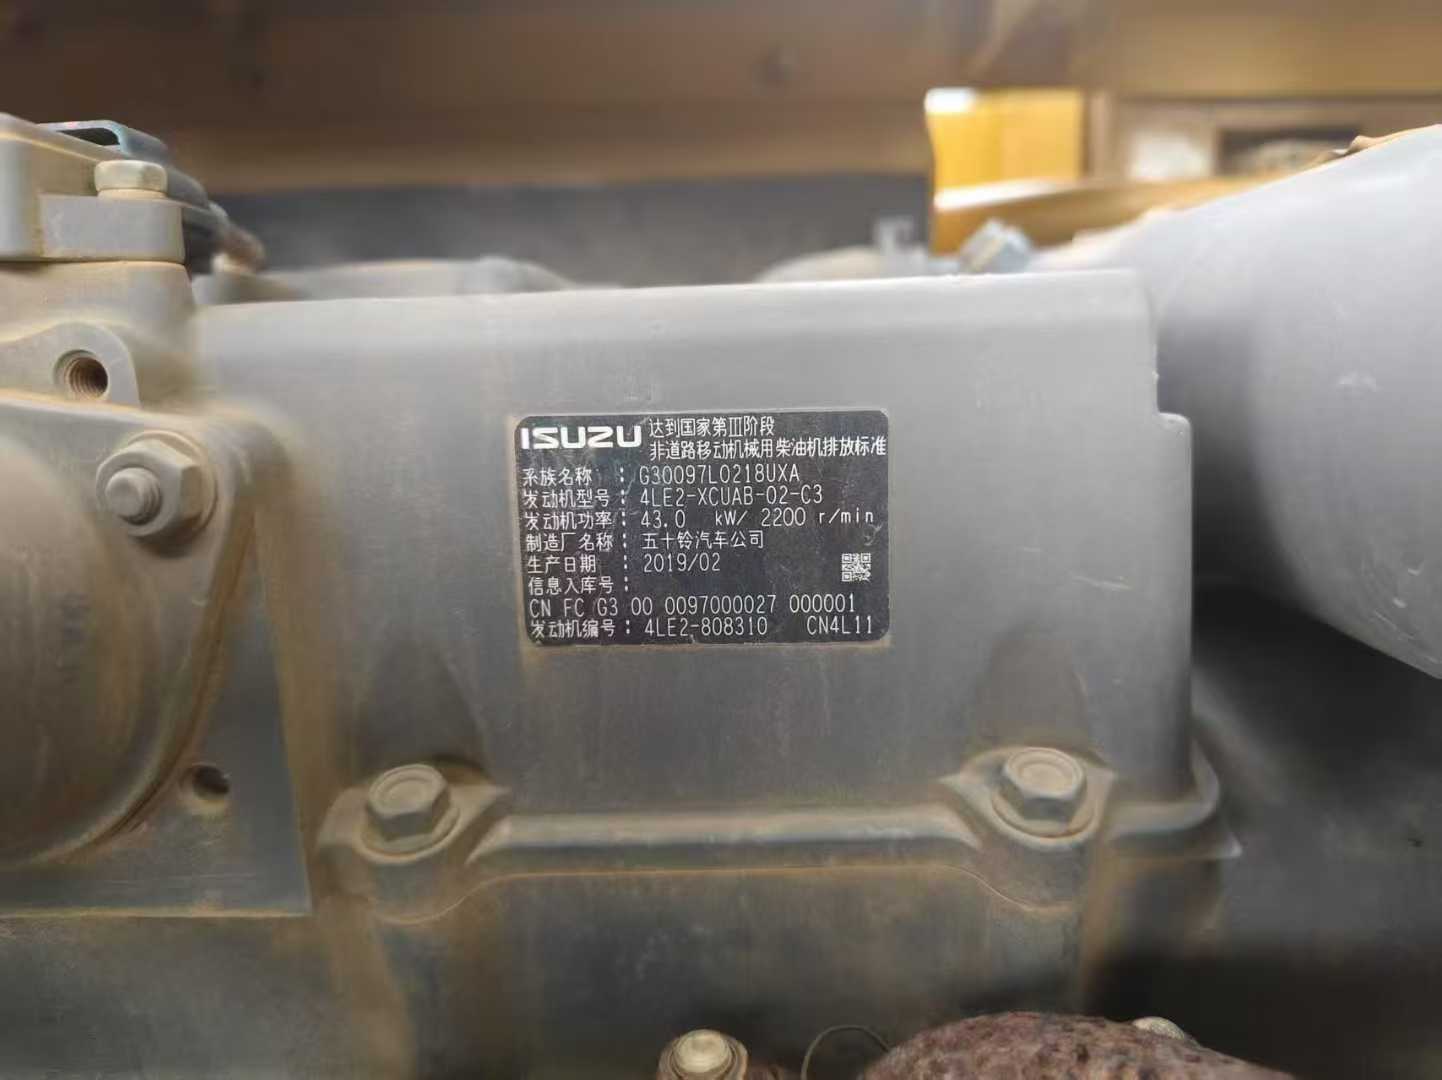 ISUZU 达到国家第III阶段
非道路移动机械用柴油机排放标准
系族名称 : G30097L0218UXA
发动机型号 : 4LE2-XCUAB-02-C3
发动机功率 : 43.0 kW/ 2200 r/min
制造厂名称 : 五十铃汽车公司
生产日期 : 2019/02
信息入库号 :
CN FC G3 00 0097000027 000001
发动机编号 : 4LE2-808310 CN4L11